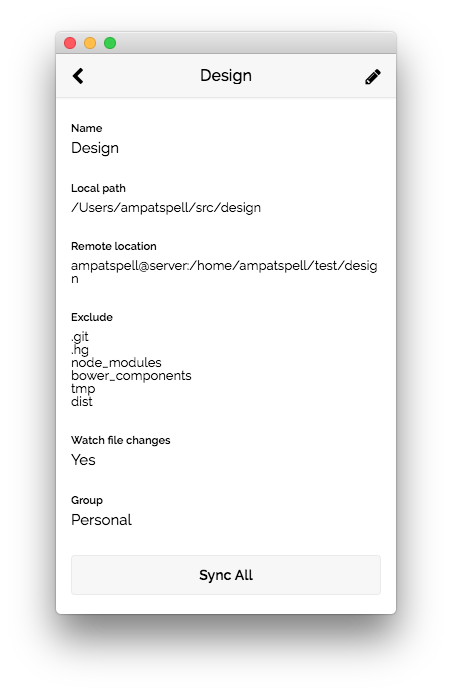 Design
Name
Design
Local path
/Users/ampatspell/src/design
Remote location
ampatspell@server:/home/ampatspell/test/desig
n
Exclude
.git
.hg
node_modules
bower_components
tmp
dist
Watch file changes
Yes
Group
Personal
Sync All